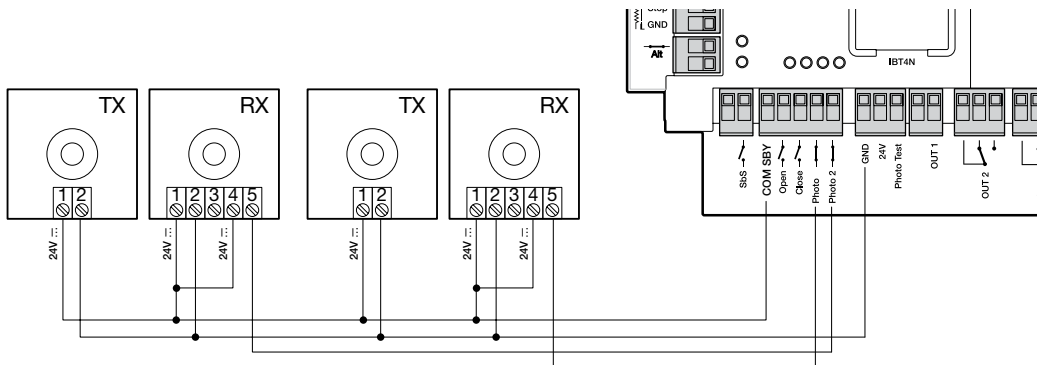 Stop
GND
Alt
IBT4N
TX
RX
TX
RX
1 2
1 2 3 4 5
1 2
1 2 3 4 5
24V
24V
24V
24V
24V
24V
SbS
COM SBY
Open
Close
Photo
Photo 2
GND
24V
Photo Test
OUT 1
OUT 2